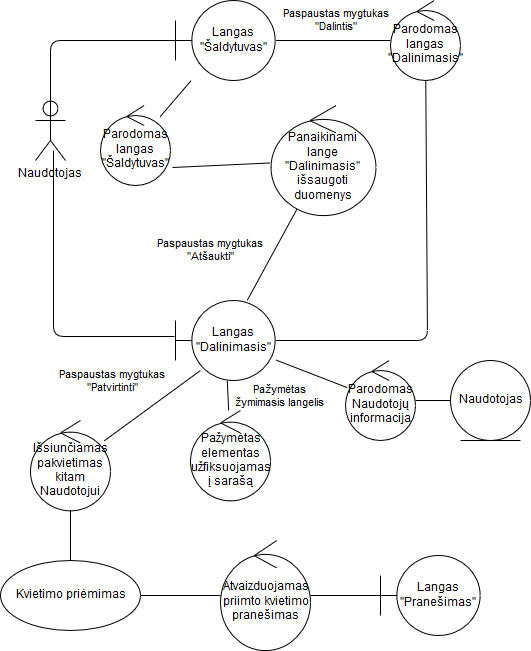 Langas
"Šaldytuvas"
Paspaustas mygtukas
"Dalintis"
Parodomas
langas
"Dalinimasis"
Naudotojas
Parodomas
langas
"Šaldytuvas"
Panaikinami
lange
"Dalinimasis"
išsaugoti
duomenys
Paspaustas mygtukas
"Atšaukti"
Langas
"Dalinimasis"
Paspaustas mygtukas
"Patvirtinti"
Pažymėtas
žymimasis langelis
Parodomas
Naudotojų
informacija
Naudotojas
Išsiunčiamas
pakvietimas
kitam
Naudotojui
Pažymėtas
elementas
užfiksuojamas
į sarašą
Kvietimo priėmimas
Atvaizduojamas
priimto kvietimo
pranešimas
Langas
"Pranešimas"